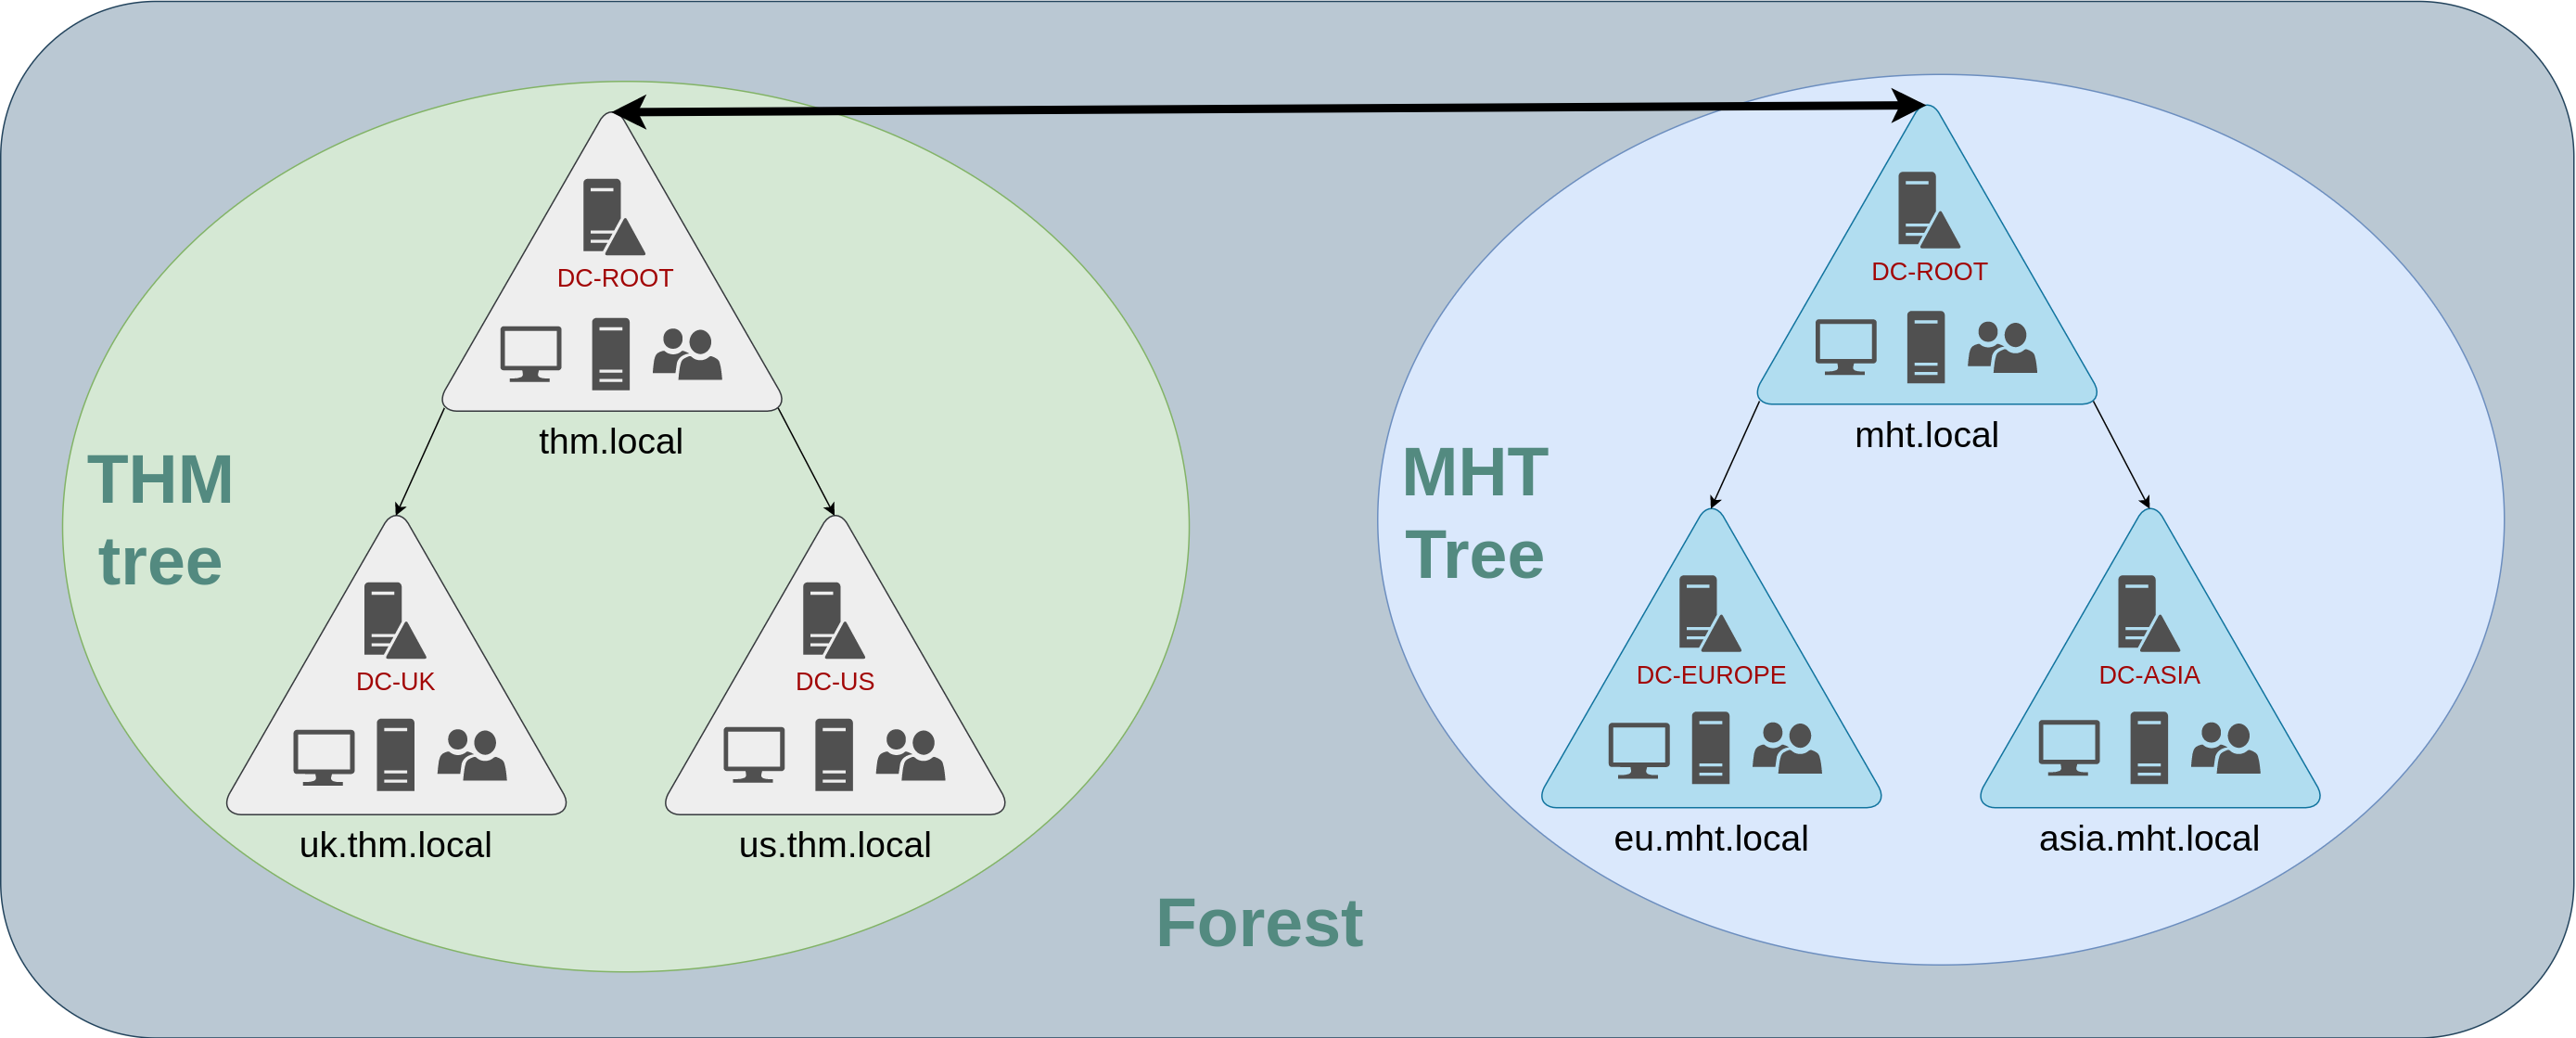 THM
tree
DC-ROOT
thm.local
DC-UK
uk.thm.local
DC-US
us.thm.local
MHT
Tree
DC-ROOT
mht.local
DC-EUROPE
eu.mht.local
DC-ASIA
asia.mht.local
Forest